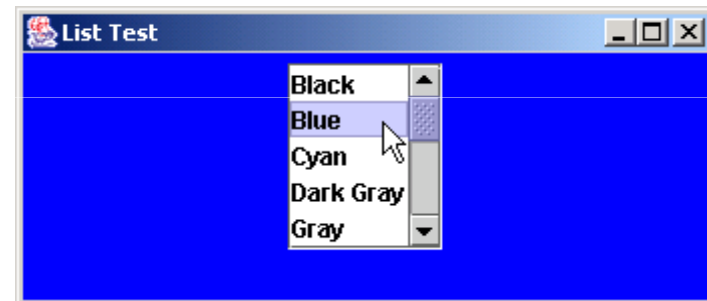 List Test
Black
Blue
Cyan
Dark Gray
Gray